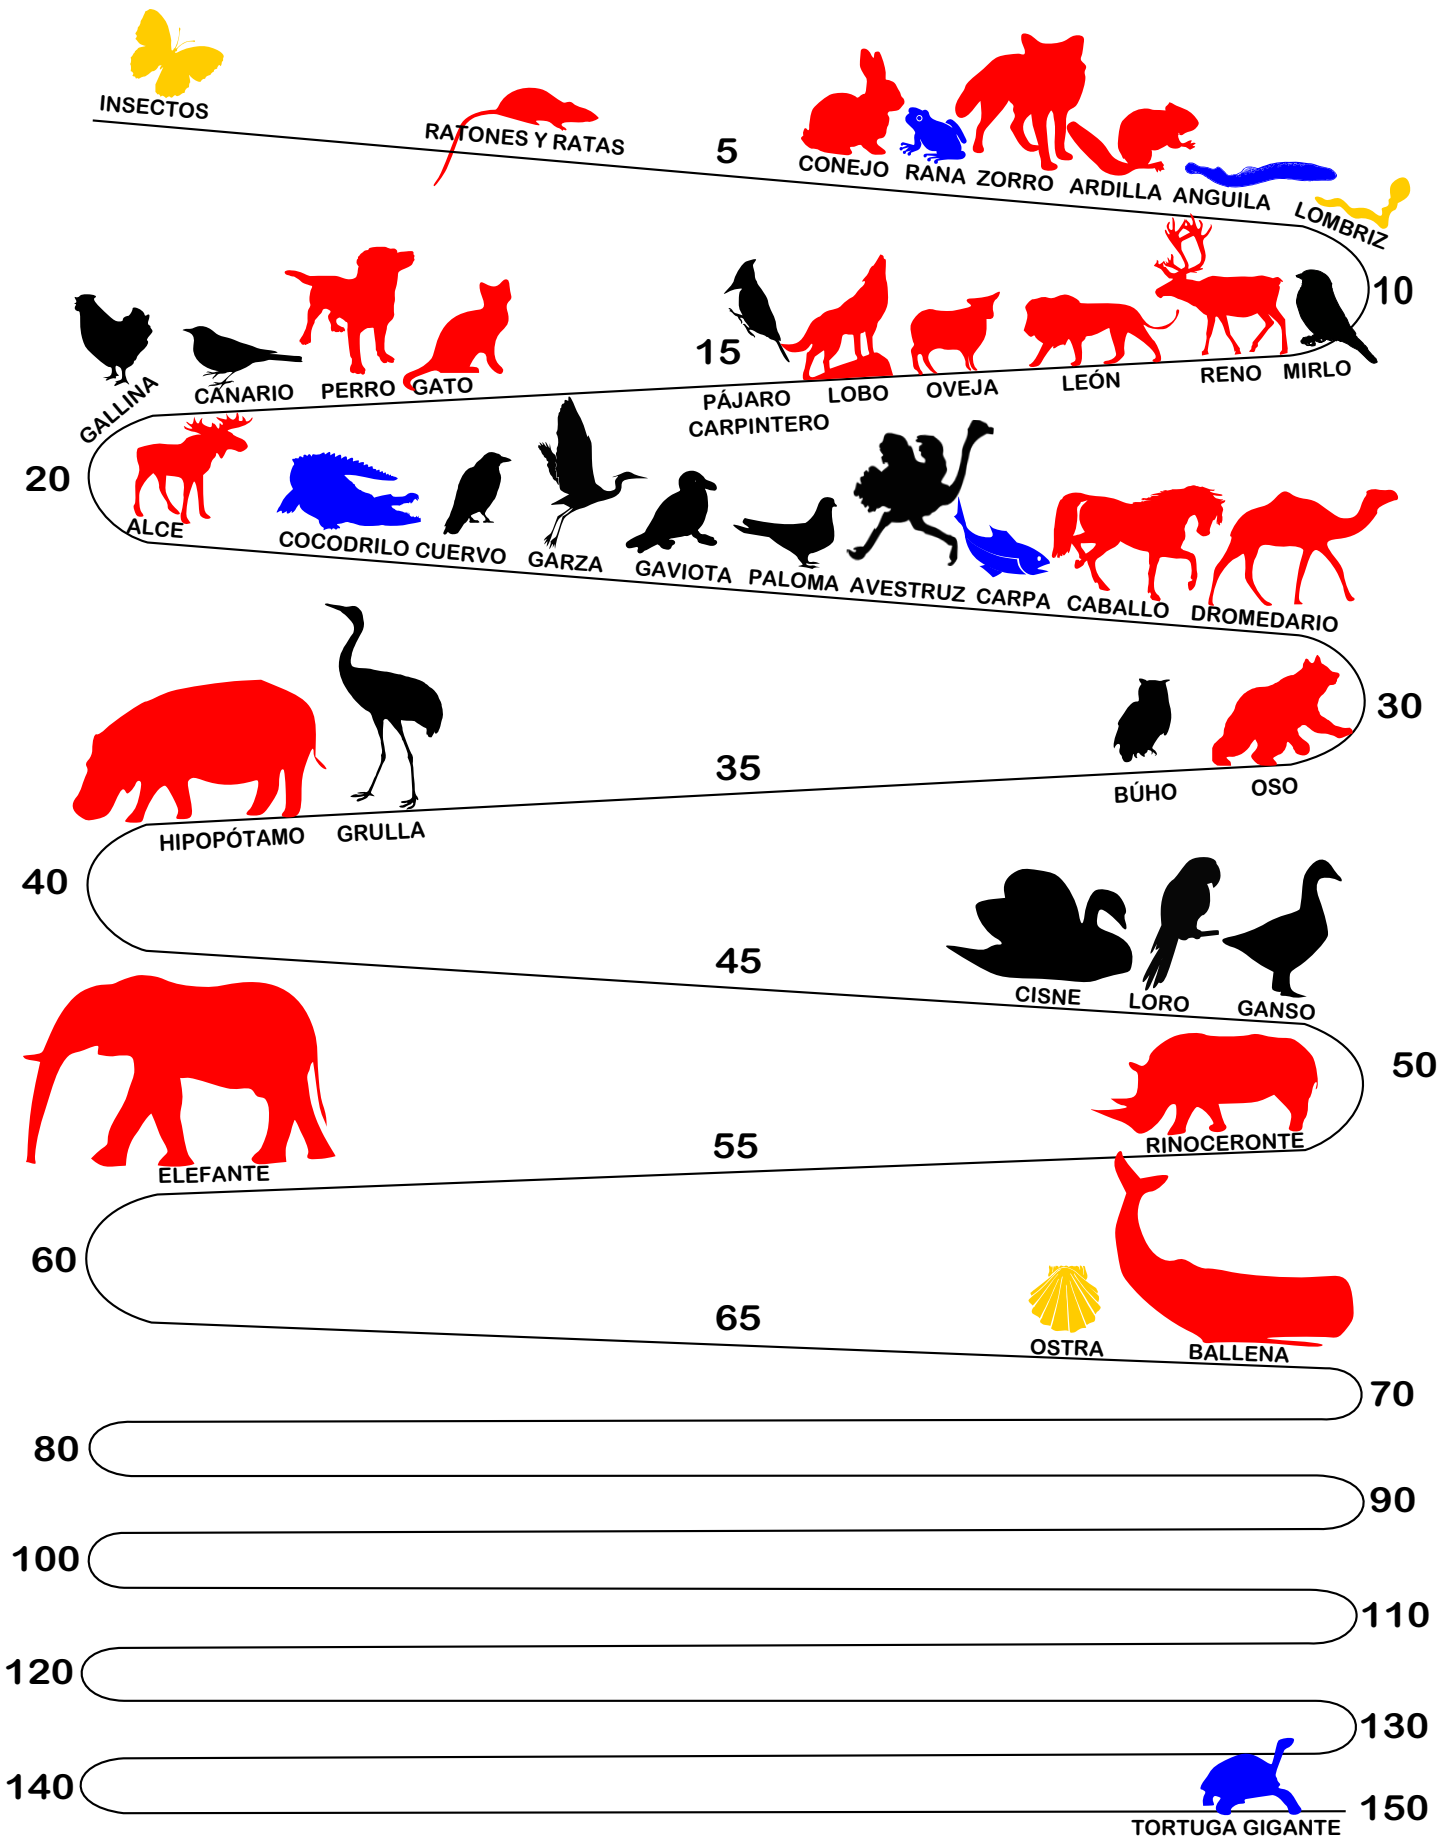 INSECTOS
RATONES Y RATAS
5
CONEJO
RANA
ZORRO
ARDILLA
ANGUILA
LOMBRIZ
10
MIRLO
RENO
LEÓN
OVEJA
LOBO
PÁJARO
CARPINTERO
15
GATO
PERRO
CANARIO
GALLINA
20
ALCE
COCODRILO
CUERVO
GARZA
GAVIOTA
PALOMA
AVESTRUZ
CARPA
CABALLO
DROMEDARIO
30
OSO
BÚHO
35
GRULLA
HIPOPÓTAMO
40
45
CISNE
LORO
GANSO
50
RINOCERONTE
55
ELEFANTE
60
65
OSTRA
BALLENA
70
80
90
100
110
120
130
140
150
TORTUGA GIGANTE